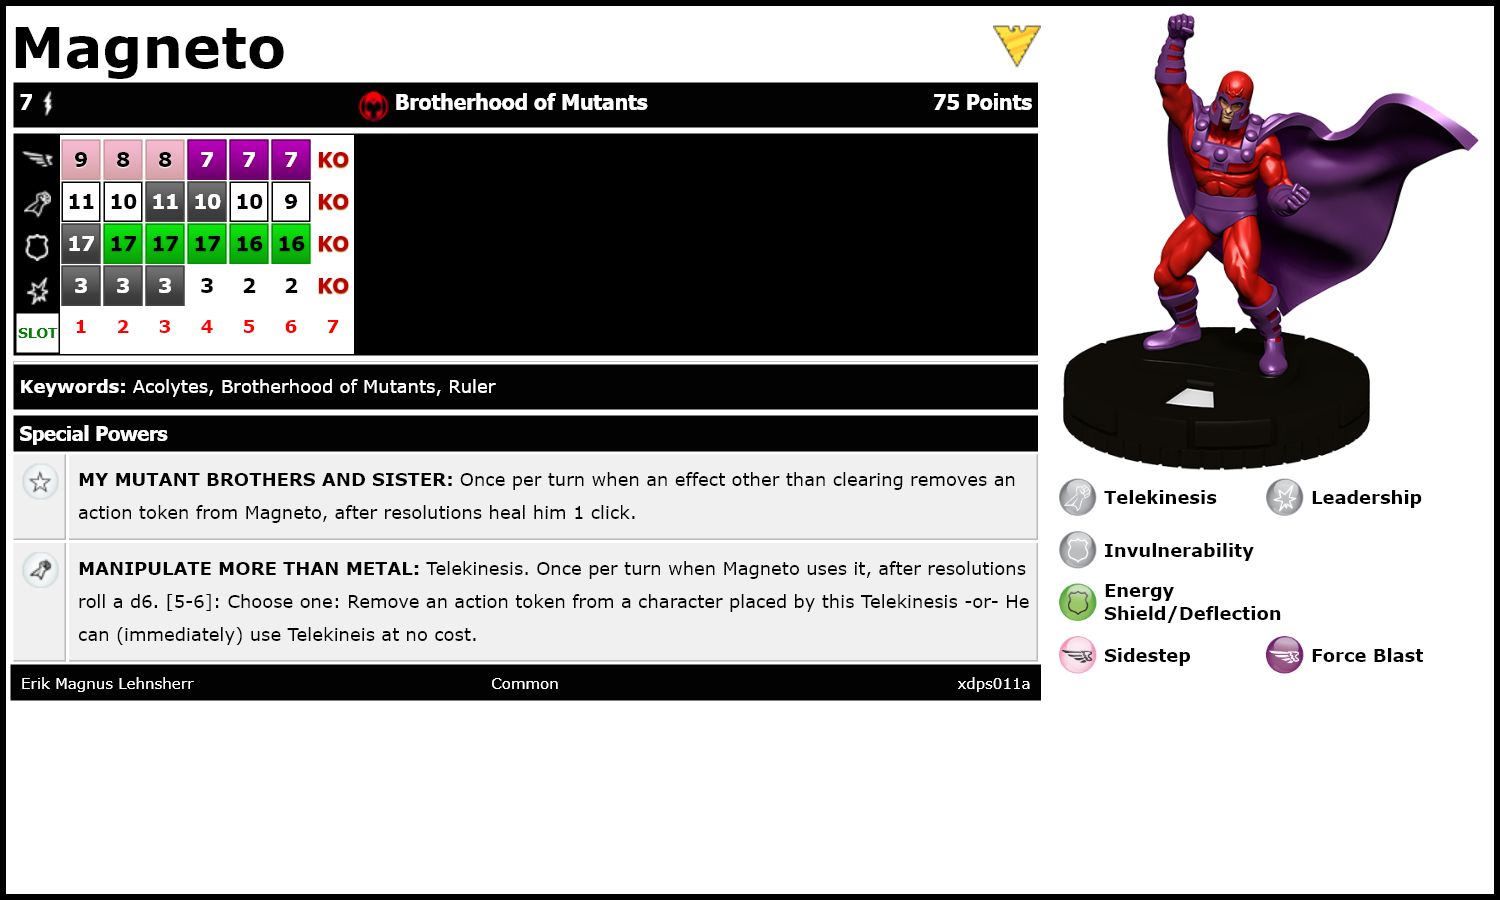 Magneto
7 Brotherhood of Mutants 75 Points
9 8 8 7 7 7 KO
11 10 11 10 10 9 KO
17 17 17 17 16 16 KO
3 3 3 3 2 2 KO
SLOT 1 2 3 4 5 6 7
Keywords: Acolytes, Brotherhood of Mutants, Ruler
Special Powers
MY MUTANT BROTHERS AND SISTER: Once per turn when an effect other than clearing removes an
action token from Magneto, after resolutions heal him 1 click.
MANIPULATE MORE THAN METAL: Telekinesis. Once per turn when Magneto uses it, after resolutions
roll a d6. [5-6]: Choose one: Remove an action token from a character placed by this Telekinesis -or- He
can (immediately) use Telekineis at no cost.
Erik Magnus Lehnsherr Common xdps011a
Telekinesis Leadership
Invulnerability
Energy
Shield/Deflection
Sidestep Force Blast